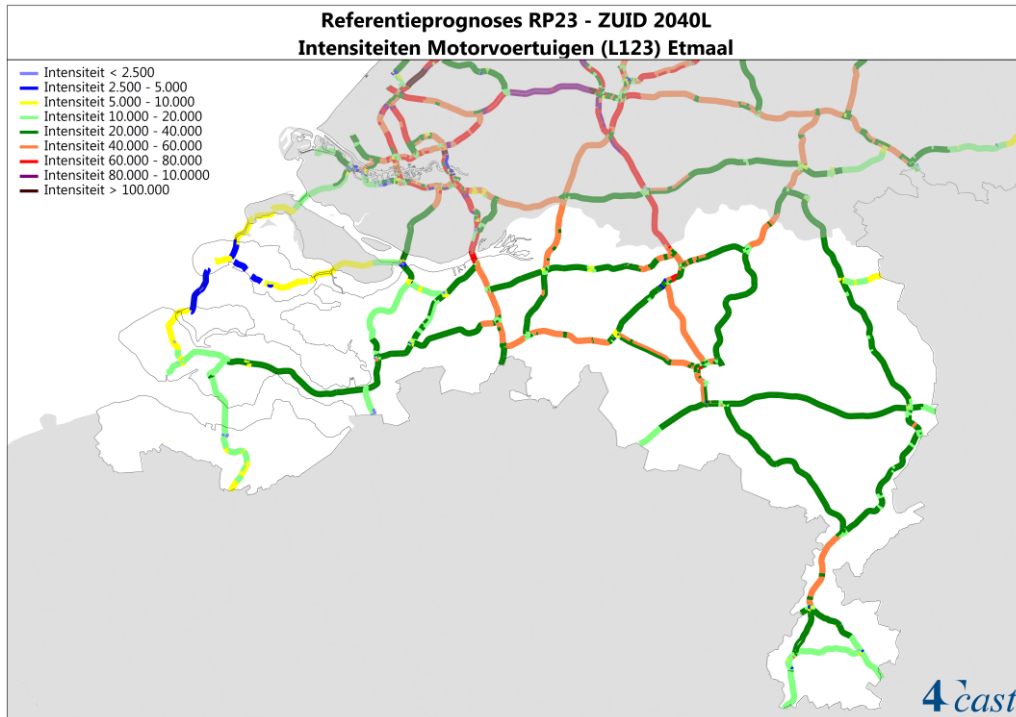 Referentieprognoses RP23 - ZUID 2040L
Intensiteiten Motorvoertuigen (L123) Etmaal
Intensiteit < 2.500
Intensiteit 2.500 - 5.000
Intensiteit 5.000 - 10.000
Intensiteit 10.000 - 20.000
Intensiteit 20.000 - 40.000
Intensiteit 40.000 - 60.000
Intensiteit 60.000 - 80.000
Intensiteit 80.000 - 10.0000
Intensiteit > 100.000
4cast